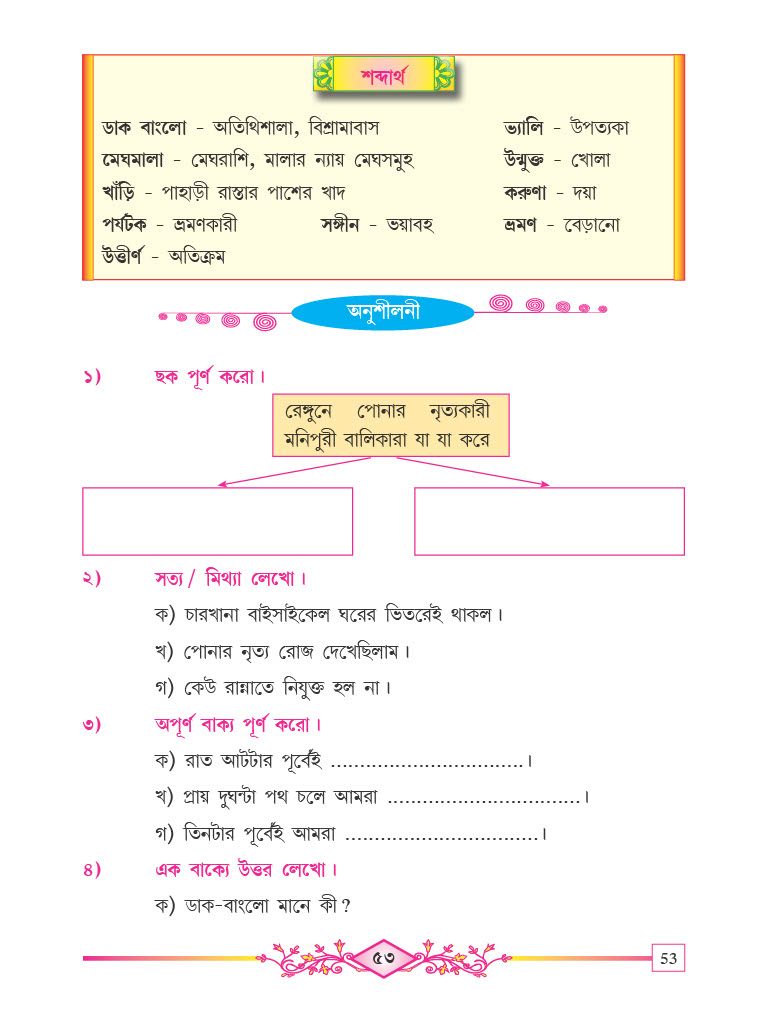 শব্দার্থ
ডাক বাংলো - অতিথিশালা, বিশ্রামাবাস ভ্যালি - উপত্যকা
মেঘমালা - মেঘরাশি, মালার ন্যায় মেঘসমুহ উন্মুক্ত - খোলা
খাঁড়ি - পাহাড়ী রাস্তার পাশের খাদ করুণা - দয়া
পর্যটক - ভ্রমণকারী সঙ্গীন - ভয়াবহ ভ্রমণ - বেড়ানো
উত্তীর্ণ - অতিক্রম
অনুশীলনী
১) ছক পূর্ণ করো।
রেঙ্গুনে পোনার নৃত্যকারী
মনিপুরী বালিকারা যা যা করে
২) সত্য / মিথ্যা লেখো।
ক) চারখানা বাইসাইকেল ঘরের ভিতরেই থাকল।
খ) পোনার নৃত্য রোজ দেখেছিলাম।
গ) কেউ রান্নাতে নিযুক্ত হল না।
৩) অপূর্ণ বাক্য পূর্ণ করো।
ক) রাত আটটার পূর্বেই .................................।
খ) প্রায় দুঘন্টা পথ চলে আমরা .................................।
গ) তিনটার পূর্বেই আমরা .................................।
৪) এক বাক্যে উত্তর লেখো।
ক) ডাক-বাংলো মানে কী?
৫৩
53